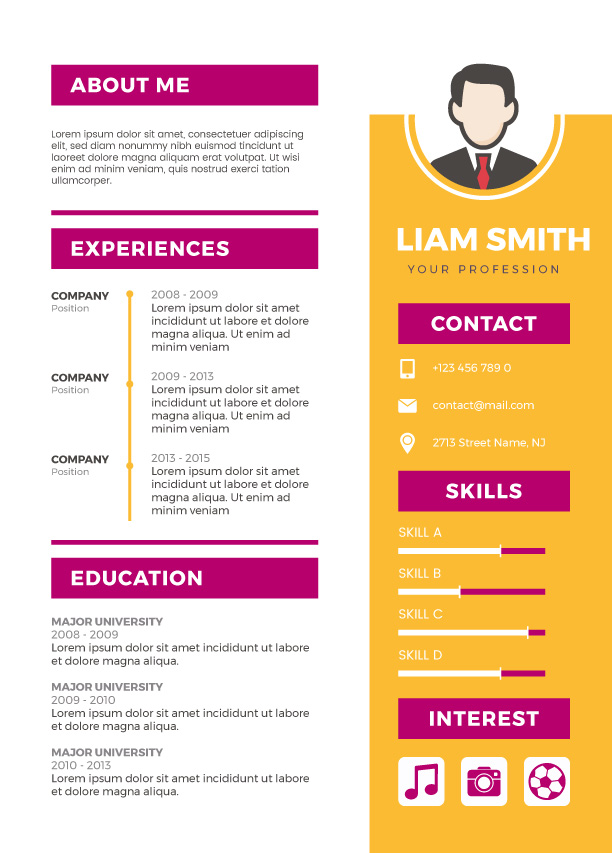 ABOUT ME
Lorem ipsum dolor sit amet, consectetuer adipiscing
elit, sed diam nonummy nibh euismod tincidunt ut
laoreet dolore magna aliquam erat volutpat. Ut wisi
enim ad minim veniam, quis nostrud exerci tation
ullamcorper.
EXPERIENCES
COMPANY
Position
2008 - 2009
Lorem ipsum dolor sit amet
incididunt ut labore et dolore
magna aliqua. Ut enim ad
minim veniam
COMPANY
Position
2009 - 2013
Lorem ipsum dolor sit amet
incididunt ut labore et dolore
magna aliqua. Ut enim ad
minim veniam
COMPANY
Position
2013 - 2015
Lorem ipsum dolor sit amet
incididunt ut labore et dolore
magna aliqua. Ut enim ad
minim veniam
EDUCATION
MAJOR UNIVERSITY
2008 - 2009
Lorem ipsum dolor sit amet incididunt ut labore
et dolore magna aliqua.
MAJOR UNIVERSITY
2009 - 2010
Lorem ipsum dolor sit amet incididunt ut labore
et dolore magna aliqua.
MAJOR UNIVERSITY
2010 - 2013
Lorem ipsum dolor sit amet incididunt ut labore
et dolore magna aliqua.
LIAM SMITH
YOUR PROFESSION
CONTACT
+123 456 789 0
contact@mail.com
2713 Street Name, NJ
SKILLS
SKILL A
SKILL B
SKILL C
SKILL D
INTEREST